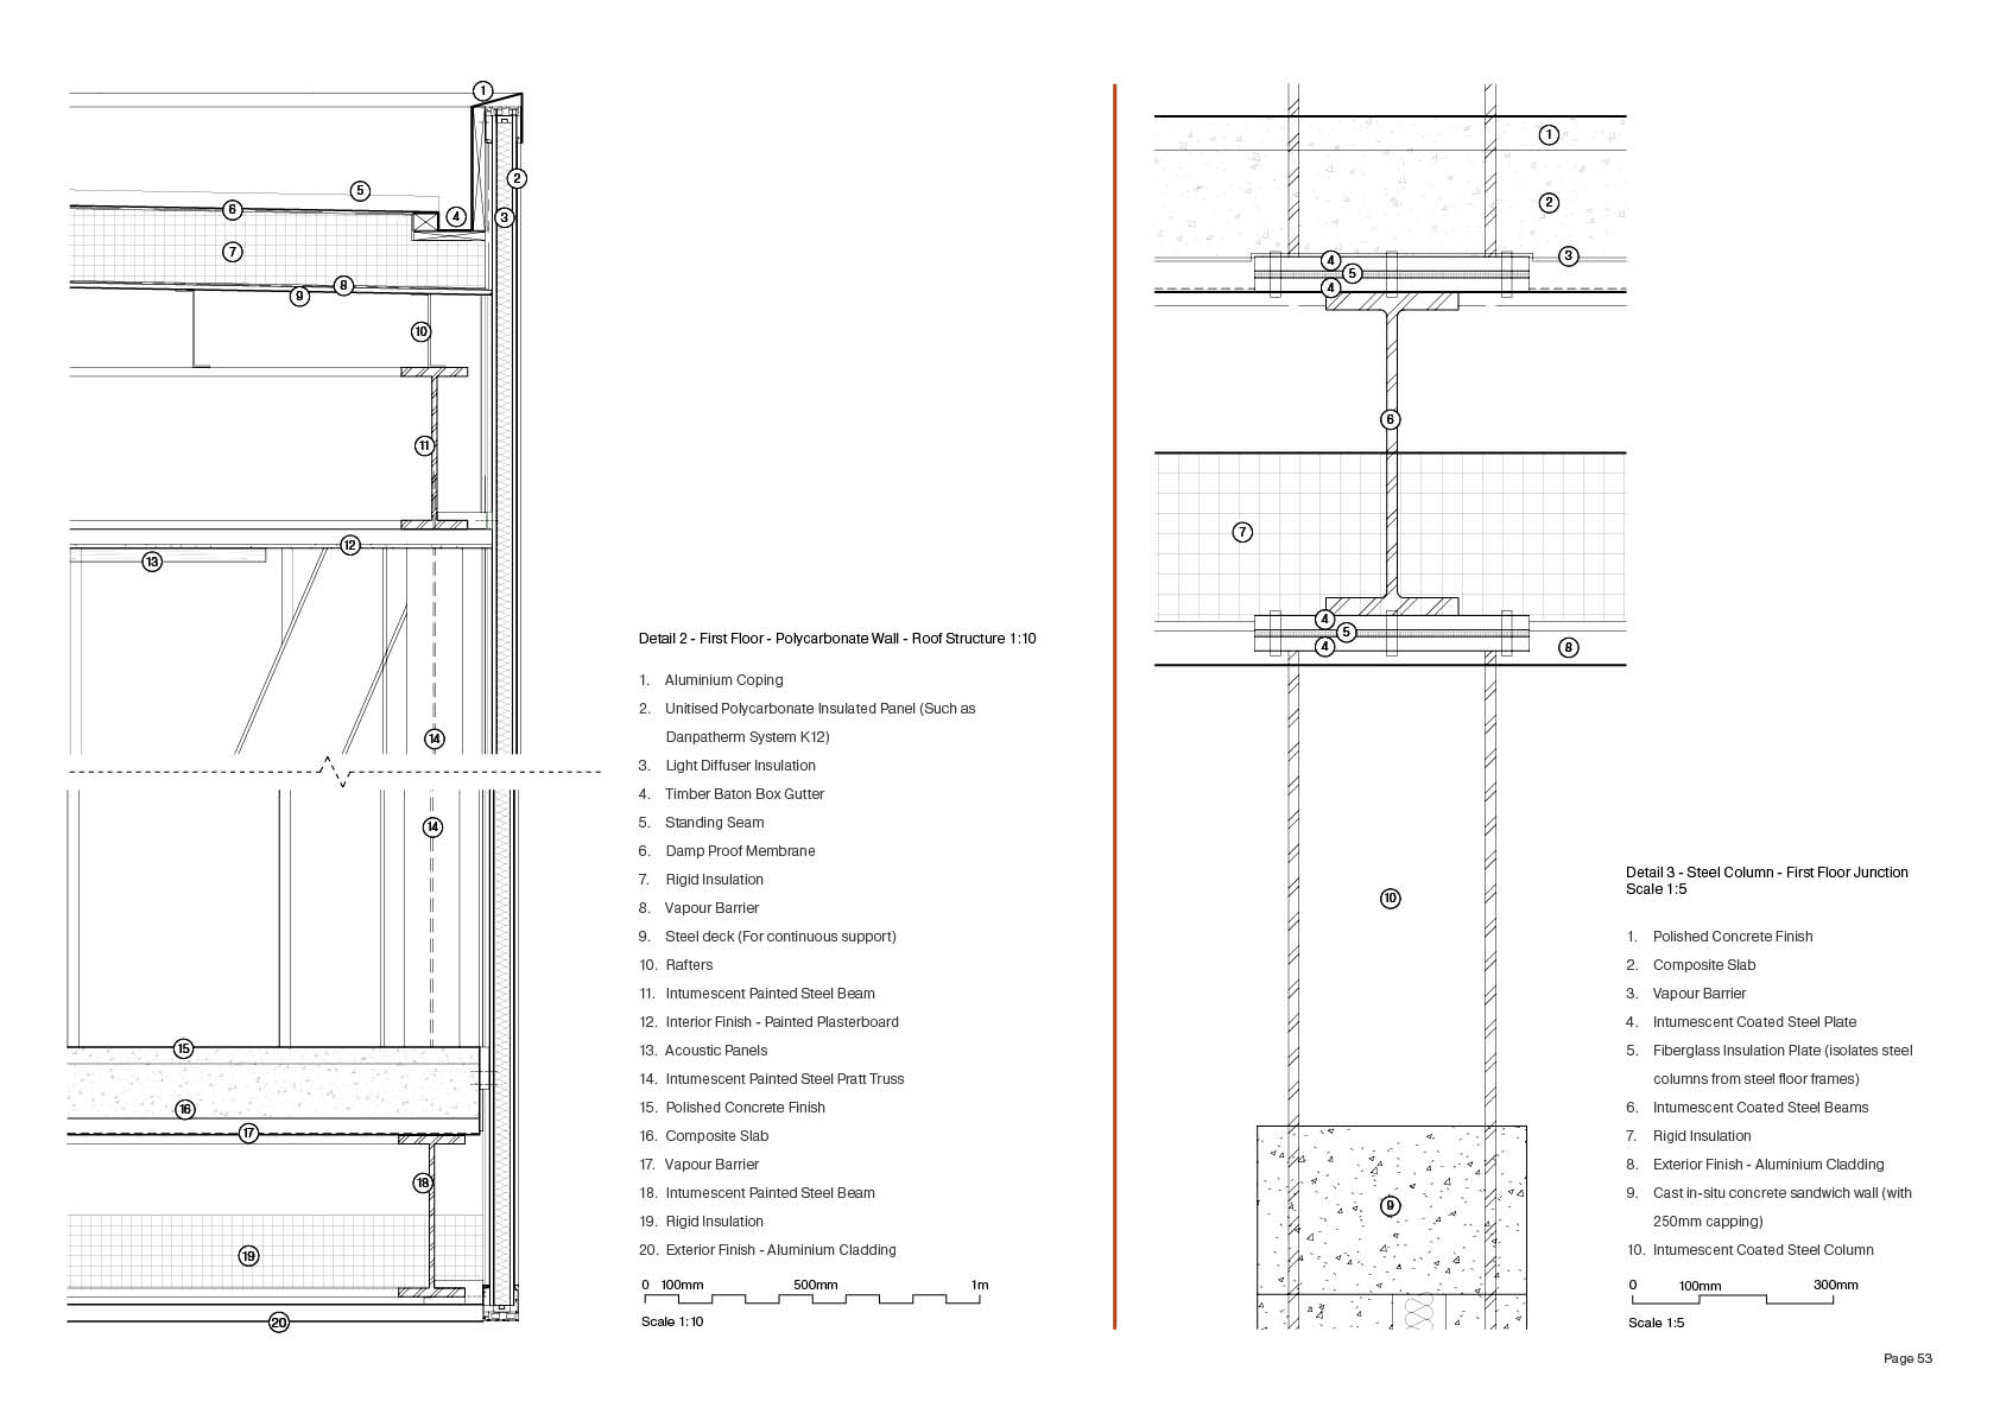 1
2
3
4
5
6
7
8
9
10
11
12
13
14
14
15
16
17
18
19
20
Detail 2 - First Floor - Polycarbonate Wall - Roof Structure 1:10
1. Aluminium Coping
2. Unitised Polycarbonate Insulated Panel (Such as
Danpatherm System K12)
3. Light Diffuser Insulation
4. Timber Baton Box Gutter
5. Standing Seam
6. Damp Proof Membrane
7. Rigid Insulation
8. Vapour Barrier
9. Steel deck (For continuous support)
10. Rafters
11. Intumescent Painted Steel Beam
12. Interior Finish - Painted Plasterboard
13. Acoustic Panels
14. Intumescent Painted Steel Pratt Truss
15. Polished Concrete Finish
16. Composite Slab
17. Vapour Barrier
18. Intumescent Painted Steel Beam
19. Rigid Insulation
20. Exterior Finish - Aluminium Cladding
0 100mm 500mm 1m
Scale 1:10
1
2
3
4
5
4
6
7
4
5
4
8
10
9
Detail 3 - Steel Column - First Floor Junction
Scale 1:5
1. Polished Concrete Finish
2. Composite Slab
3. Vapour Barrier
4. Intumescent Coated Steel Plate
5. Fiberglass Insulation Plate (isolates steel
columns from steel floor frames)
6. Intumescent Coated Steel Beams
7. Rigid Insulation
8. Exterior Finish - Aluminium Cladding
9. Cast in-situ concrete sandwich wall (with
250mm capping)
10. Intumescent Coated Steel Column
0 100mm 300mm
Scale 1:5
Page 53